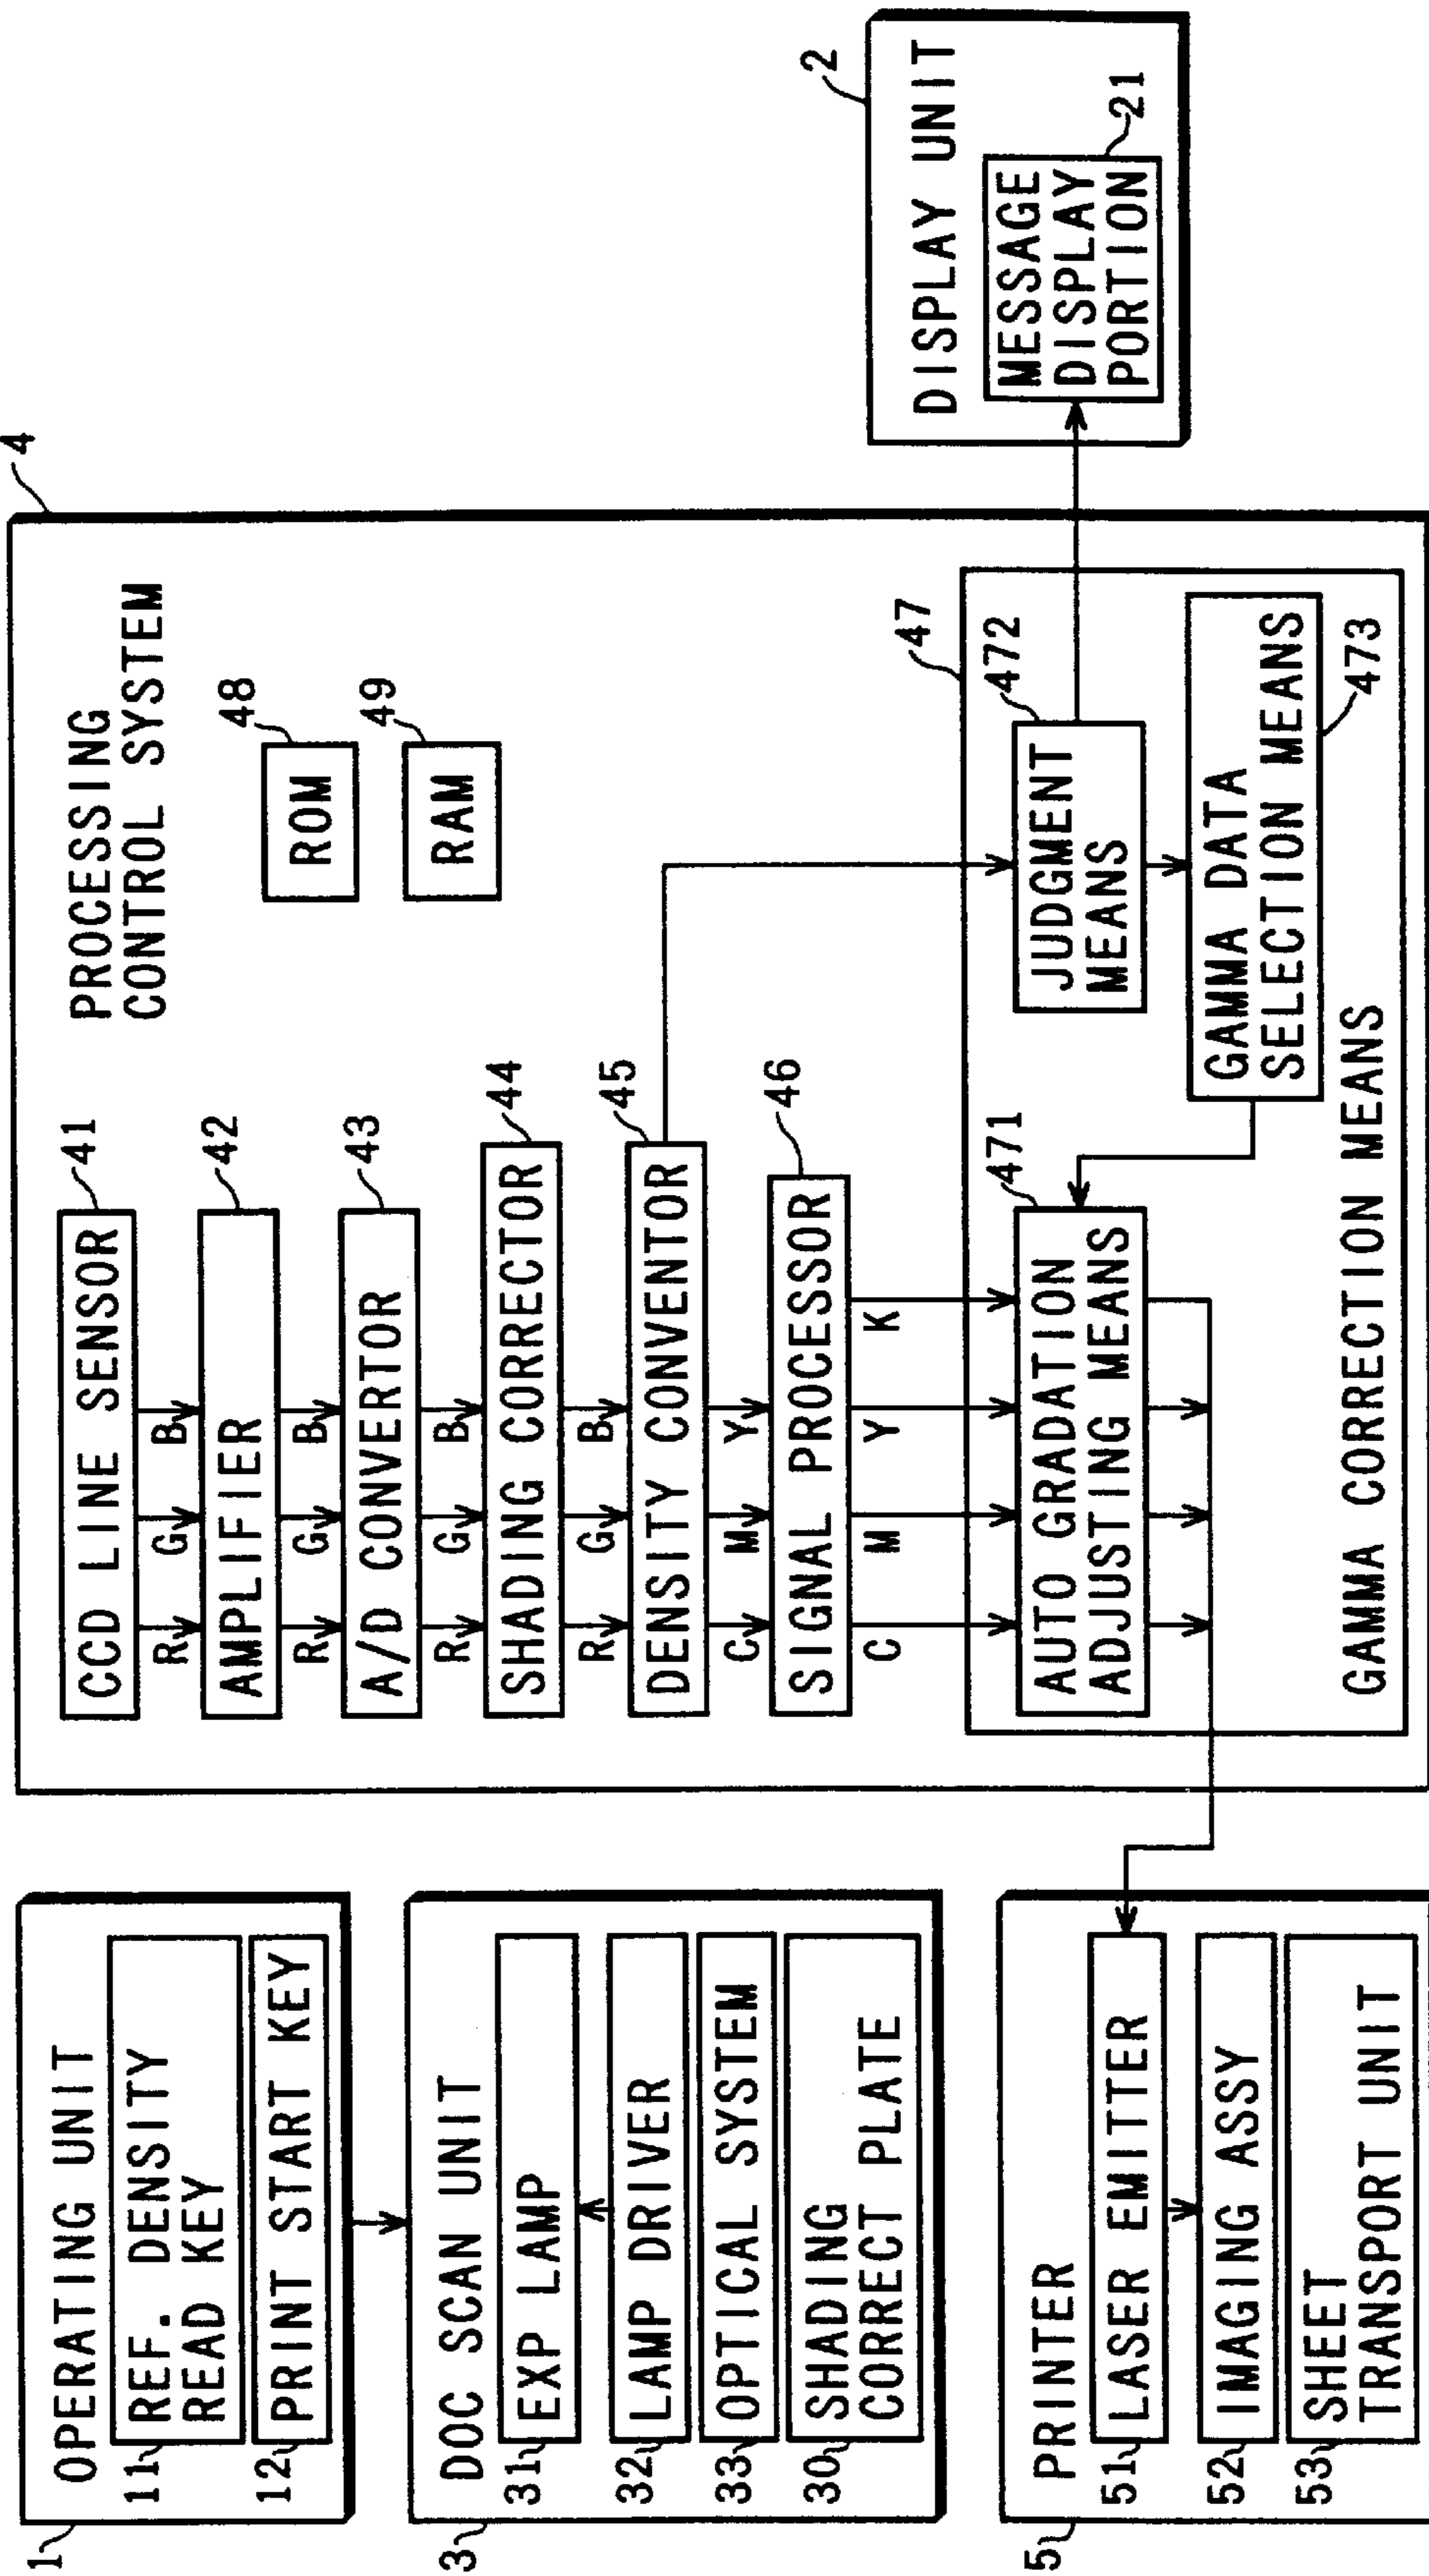 1
OPERATING UNIT
11
REF. DENSITY
READ KEY
12
PRINT START KEY
3
DOC SCAN UNIT
31
EXP LAMP
32
LAMP DRIVER
33
OPTICAL SYSTEM
30
SHADING
CORRECT PLATE
5
PRINTER
51
LASER EMITTER
52
IMAGING ASSY
53
SHEET
TRANSPORT UNIT
4
PROCESSING
CONTROL SYSTEM
CCD LINE SENSOR
41
R G B
AMPLIFIER
42
R G B
A/D CONVERTOR
43
R G B
SHADING CORRECTOR
44
R G B
DENSITY CONVENTOR
45
C M Y
SIGNAL PROCESSOR
46
C M Y K
ROM
48
RAM
49
47
AUTO GRADATION
ADJUSTING MEANS
471
JUDGMENT
MEANS
472
GAMMA DATA
SELECTION MEANS
473
GAMMA CORRECTION MEANS
2
DISPLAY UNIT
MESSAGE
DISPLAY
PORTION
21